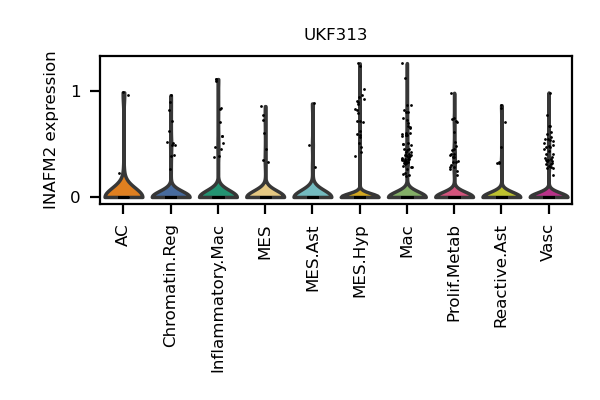 UKF313
INAFM2 expression
1
0
AC
Chromatin.Reg
Inflammatory.Mac
MES
MES.Ast
MES.Hyp
Mac
Prolif.Metab
Reactive.Ast
Vasc